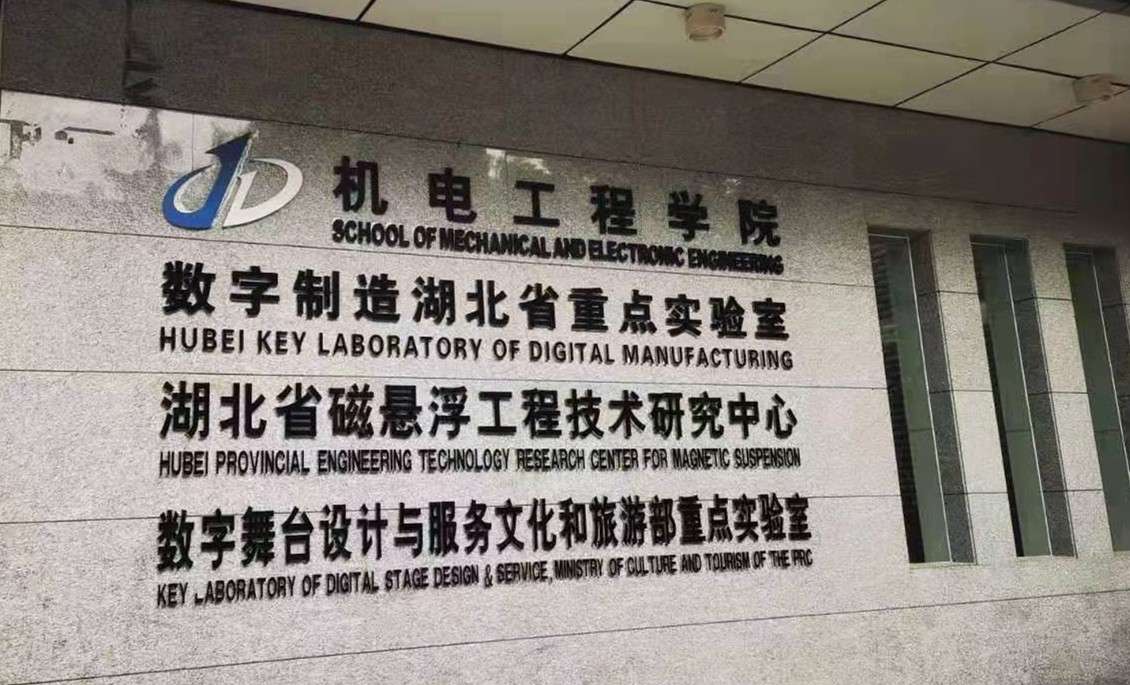 机电工程学院
SCHOOL OF MECHANICAL AND ELECTRONIC ENGINEERING
数字制造湖北省重点实验室
HUBEI KEY LABORATORY OF DIGITAL MANUFACTURING
湖北省磁悬浮工程技术研究中心
HUBEI PROVINCIAL ENGINEERING TECHNOLOGY RESEARCH CENTER FOR MAGNETIC SUSPENSION
数字舞台设计与服务文化和旅游部重点实验室
KEY LABORATORY OF DIGITAL STAGE DESIGN & SERVICE, MINISTRY OF CULTURE AND TOURISM OF THE PRC